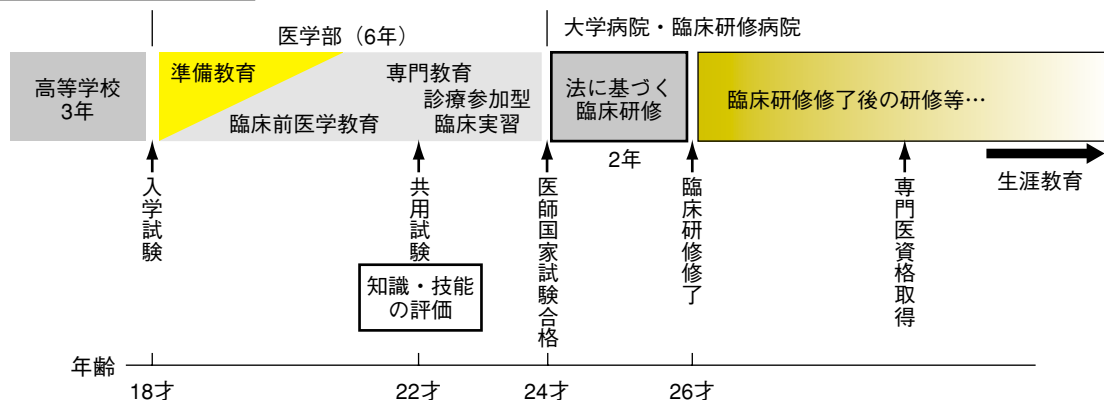 医学部（6年）
大学病院・臨床研修病院
高等学校
3年
準備教育
臨床前医学教育
専門教育
診療参加型
臨床実習
法に基づく
臨床研修
2年
臨床研修修了後の研修等…
生涯教育
入学試験
共用試験
知識・技能
の評価
医師国家試験合格
臨床研修修了
専門医資格取得
年齢
18才
22才
24才
26才